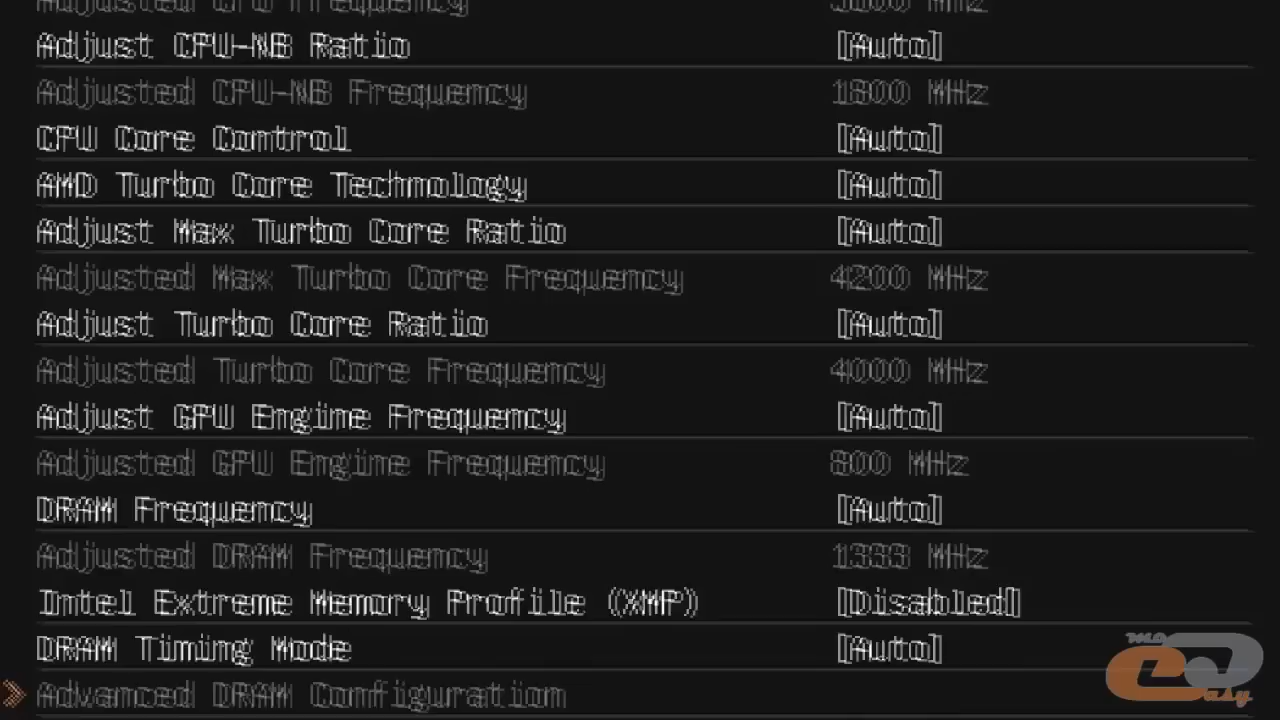 Adjusted CPU Frequency
Adjust CPU-NB Ratio [Auto]
Adjusted CPU-NB Frequency 1800 MHz
CPU Core Control [Auto]
AMD Turbo Core Technology [Auto]
Adjust Max Turbo Core Ratio [Auto]
Adjusted Max Turbo Core Frequency 4200 MHz
Adjust Turbo Core Ratio [Auto]
Adjusted Turbo Core Frequency 4000 MHz
Adjust GPU Engine Frequency [Auto]
Adjusted GPU Engine Frequency 800 MHz
DRAM Frequency [Auto]
Adjusted DRAM Frequency 1333 MHz
Intel Extreme Memory Profile (XMP) [Disabled]
DRAM Timing Mode [Auto]
Advanced DRAM Configuration